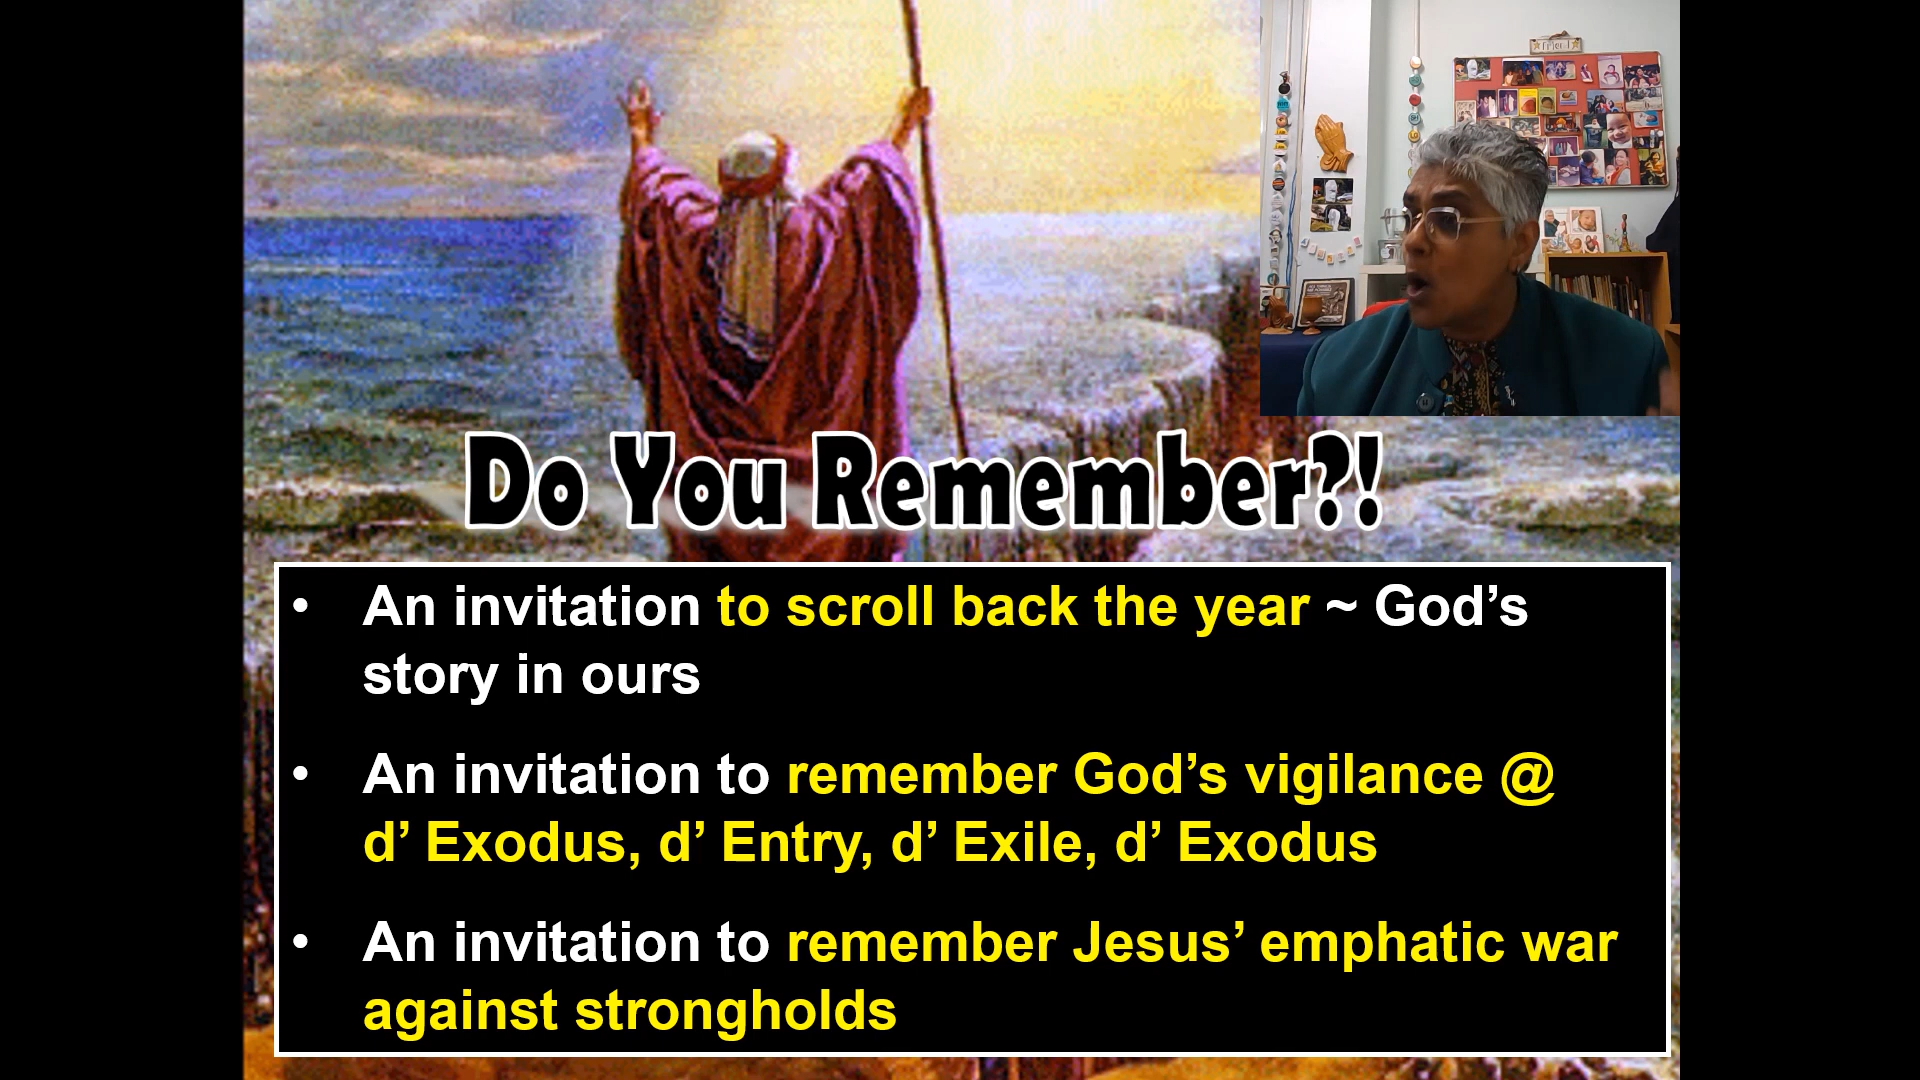 Do You Remember?!
• An invitation to scroll back the year ~ God’s
story in ours
• An invitation to remember God’s vigilance @
d’ Exodus, d’ Entry, d’ Exile, d’ Exodus
• An invitation to remember Jesus’ emphatic war
against strongholds